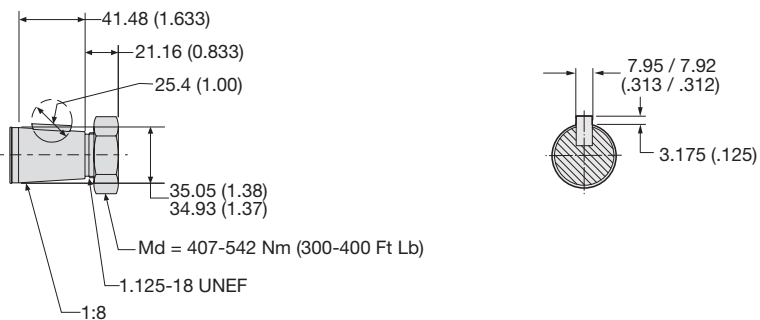 41.48 (1.633)
21.16 (0.833)
25.4 (1.00)
35.05 (1.38)
34.93 (1.37)
Md = 407-542 Nm (300-400 Ft Lb)
1.125-18 UNEF
1:8
7.95 / 7.92
(.313 / .312)
3.175 (.125)